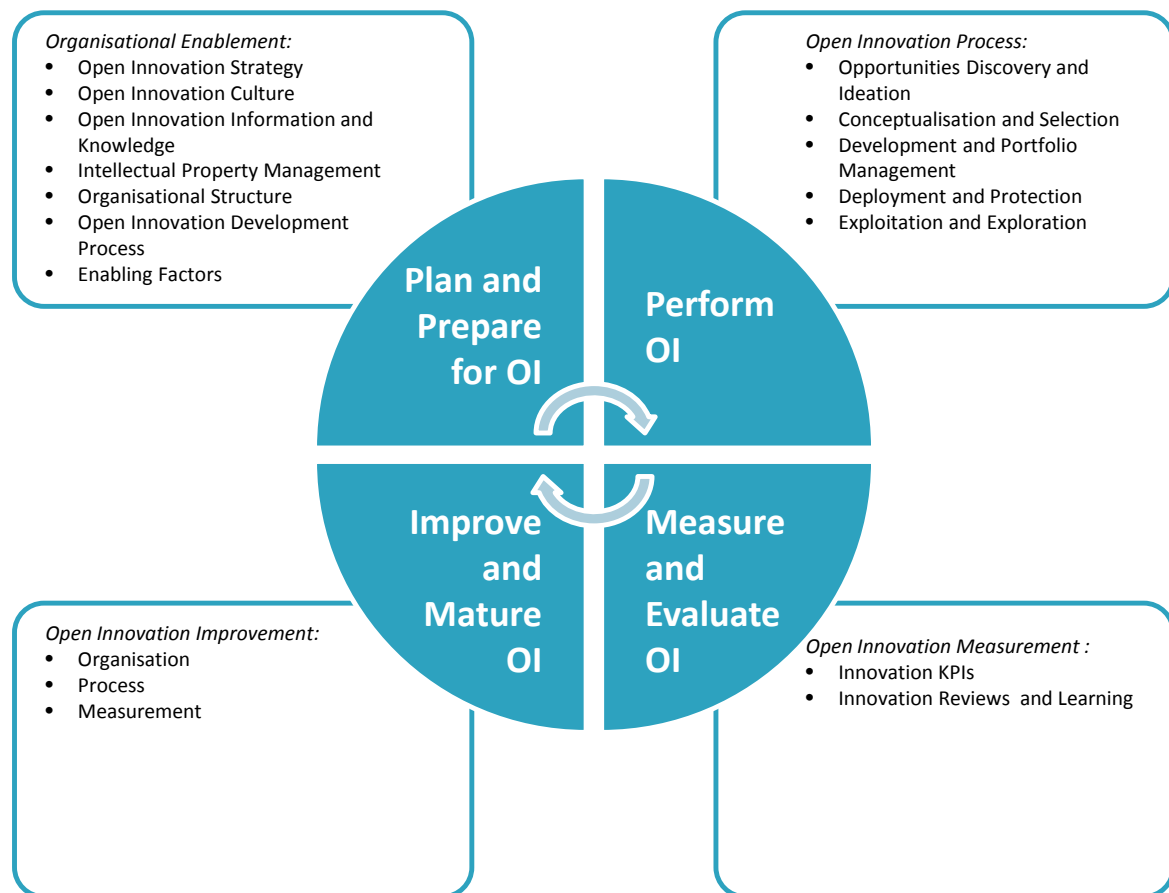 Organisational Enablement:
• Open Innovation Strategy
• Open Innovation Culture
• Open Innovation Information and
Knowledge
• Intellectual Property Management
• Organisational Structure
• Open Innovation Development
Process
• Enabling Factors
Open Innovation Process:
• Opportunities Discovery and
Ideation
• Conceptualisation and Selection
• Development and Portfolio
Management
• Deployment and Protection
• Exploitation and Exploration
Plan and
Prepare
for OI
Perform
OI
Improve
and
Mature
OI
Measure
and
Evaluate
OI
Open Innovation Improvement:
• Organisation
• Process
• Measurement
Open Innovation Measurement :
• Innovation KPIs
• Innovation Reviews  and Learning